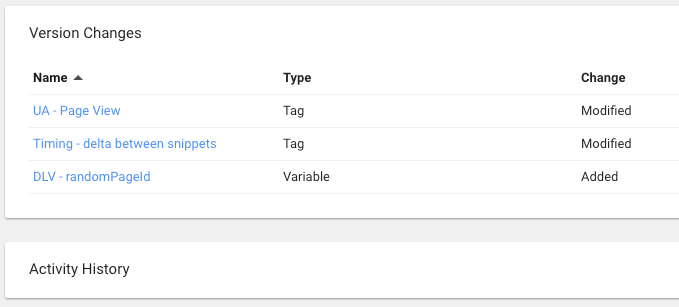 Version Changes
Name Type Change
UA - Page View Tag Modified
Timing - delta between snippets Tag Modified
DLV - randomPageId Variable Added
Activity History